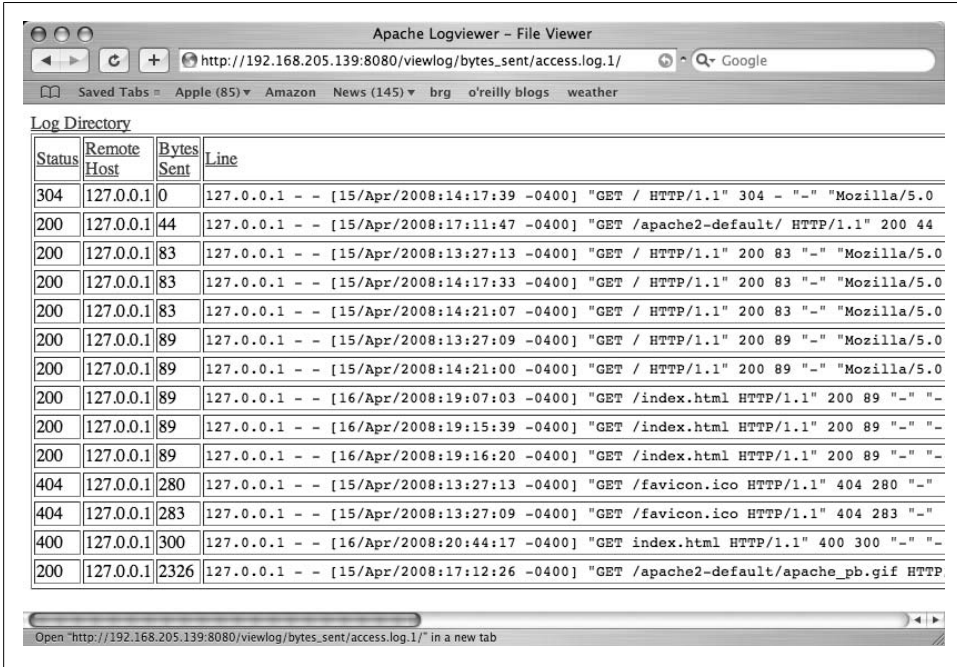 Apache Logviewer – File Viewer
http://192.168.205.139:8080/viewlog/bytes_sent/access.log.1/
Google
Saved Tabs Apple (85) Amazon News (145) brg o'reilly blogs weather
Log Directory
Status Remote Host Bytes Sent Line
304 127.0.0.1 0 127.0.0.1 - - [15/Apr/2008:14:17:39 -0400] "GET / HTTP/1.1" 304 - "-" "Mozilla/5.0
200 127.0.0.1 44 127.0.0.1 - - [15/Apr/2008:17:11:47 -0400] "GET /apache2-default/ HTTP/1.1" 200 44
200 127.0.0.1 83 127.0.0.1 - - [15/Apr/2008:13:27:13 -0400] "GET / HTTP/1.1" 200 83 "-" "Mozilla/5.0
200 127.0.0.1 83 127.0.0.1 - - [15/Apr/2008:14:17:33 -0400] "GET / HTTP/1.1" 200 83 "-" "Mozilla/5.0
200 127.0.0.1 83 127.0.0.1 - - [15/Apr/2008:14:21:07 -0400] "GET / HTTP/1.1" 200 83 "-" "Mozilla/5.0
200 127.0.0.1 89 127.0.0.1 - - [15/Apr/2008:13:27:09 -0400] "GET / HTTP/1.1" 200 89 "-" "Mozilla/5.0
200 127.0.0.1 89 127.0.0.1 - - [15/Apr/2008:14:21:00 -0400] "GET / HTTP/1.1" 200 89 "-" "Mozilla/5.0
200 127.0.0.1 89 127.0.0.1 - - [16/Apr/2008:19:07:03 -0400] "GET /index.html HTTP/1.1" 200 89 "-" "-
200 127.0.0.1 89 127.0.0.1 - - [16/Apr/2008:19:15:39 -0400] "GET /index.html HTTP/1.1" 200 89 "-" "-
200 127.0.0.1 89 127.0.0.1 - - [16/Apr/2008:19:16:20 -0400] "GET /index.html HTTP/1.1" 200 89 "-" "-
404 127.0.0.1 280 127.0.0.1 - - [15/Apr/2008:13:27:13 -0400] "GET /favicon.ico HTTP/1.1" 404 280 "-"
404 127.0.0.1 283 127.0.0.1 - - [15/Apr/2008:13:27:09 -0400] "GET /favicon.ico HTTP/1.1" 404 283 "-"
400 127.0.0.1 300 127.0.0.1 - - [16/Apr/2008:20:44:17 -0400] "GET index.html HTTP/1.1" 400 300 "-" "-
200 127.0.0.1 2326 127.0.0.1 - - [15/Apr/2008:17:12:26 -0400] "GET /apache2-default/apache_pb.gif HTTP
Open "http://192.168.205.139:8080/viewlog/bytes_sent/access.log.1/" in a new tab